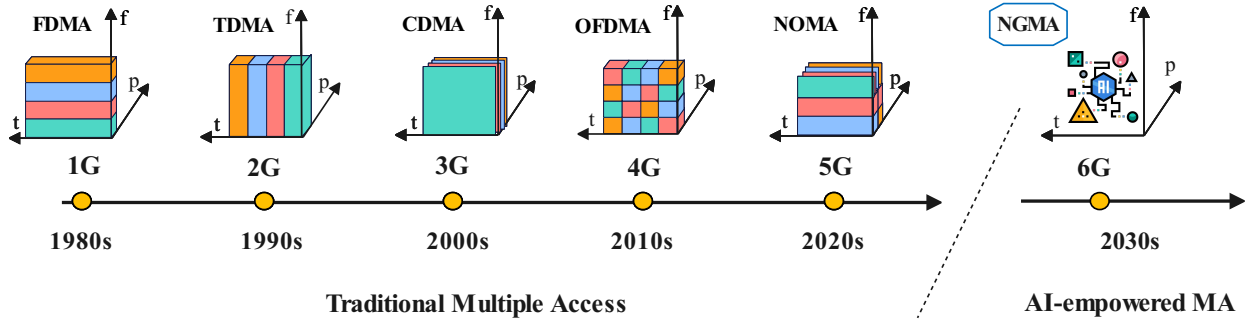 FDMA
f
p
t
TDMA
f
p
t
CDMA
f
p
t
OFDMA
f
p
t
NOMA
f
p
t
NGMA
f
AI
p
t
1G
2G
3G
4G
5G
6G
1980s
1990s
2000s
2010s
2020s
2030s
Traditional Multiple Access
AI-empowered MA